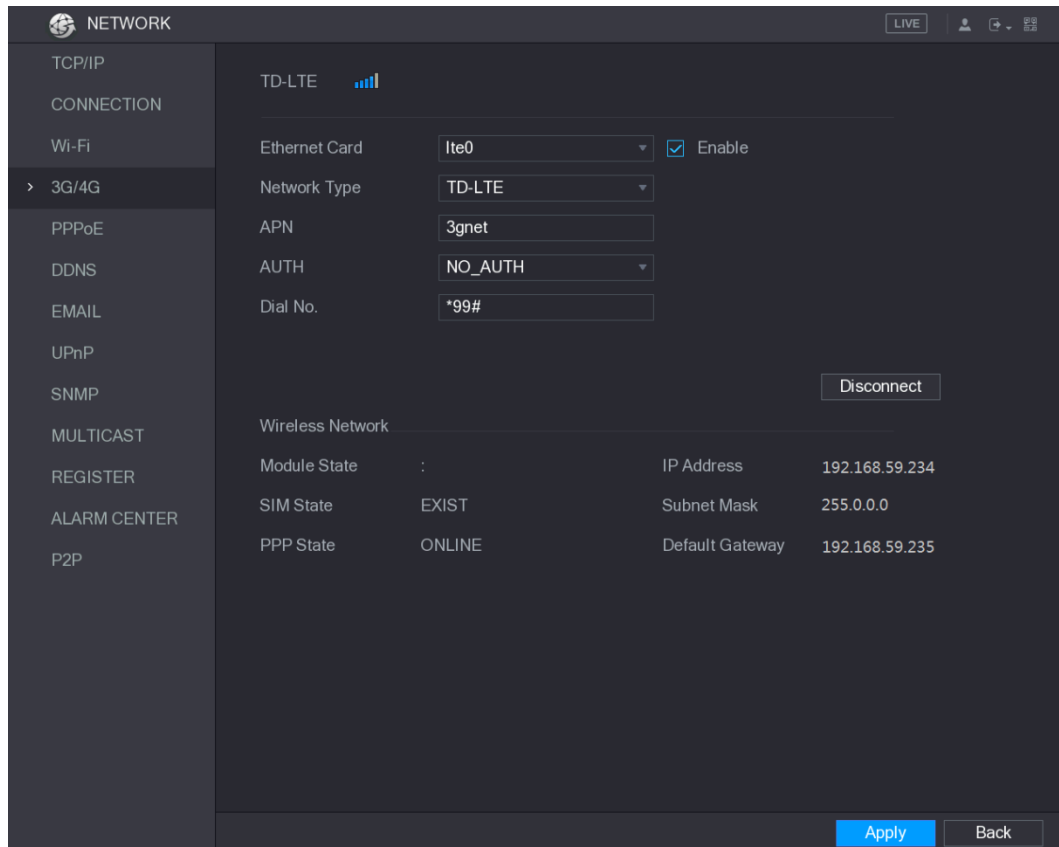 NETWORK
LIVE
TCP/IP
CONNECTION
Wi-Fi
3G/4G
PPPoE
DDNS
EMAIL
UPnP
SNMP
MULTICAST
REGISTER
ALARM CENTER
P2P
TD-LTE
Ethernet Card lte0 Enable
Network Type TD-LTE
APN 3gnet
AUTH NO_AUTH
Dial No. *99#
Disconnect
Wireless Network
Module State : IP Address 192.168.59.234
SIM State EXIST Subnet Mask 255.0.0.0
PPP State ONLINE Default Gateway 192.168.59.235
Apply Back